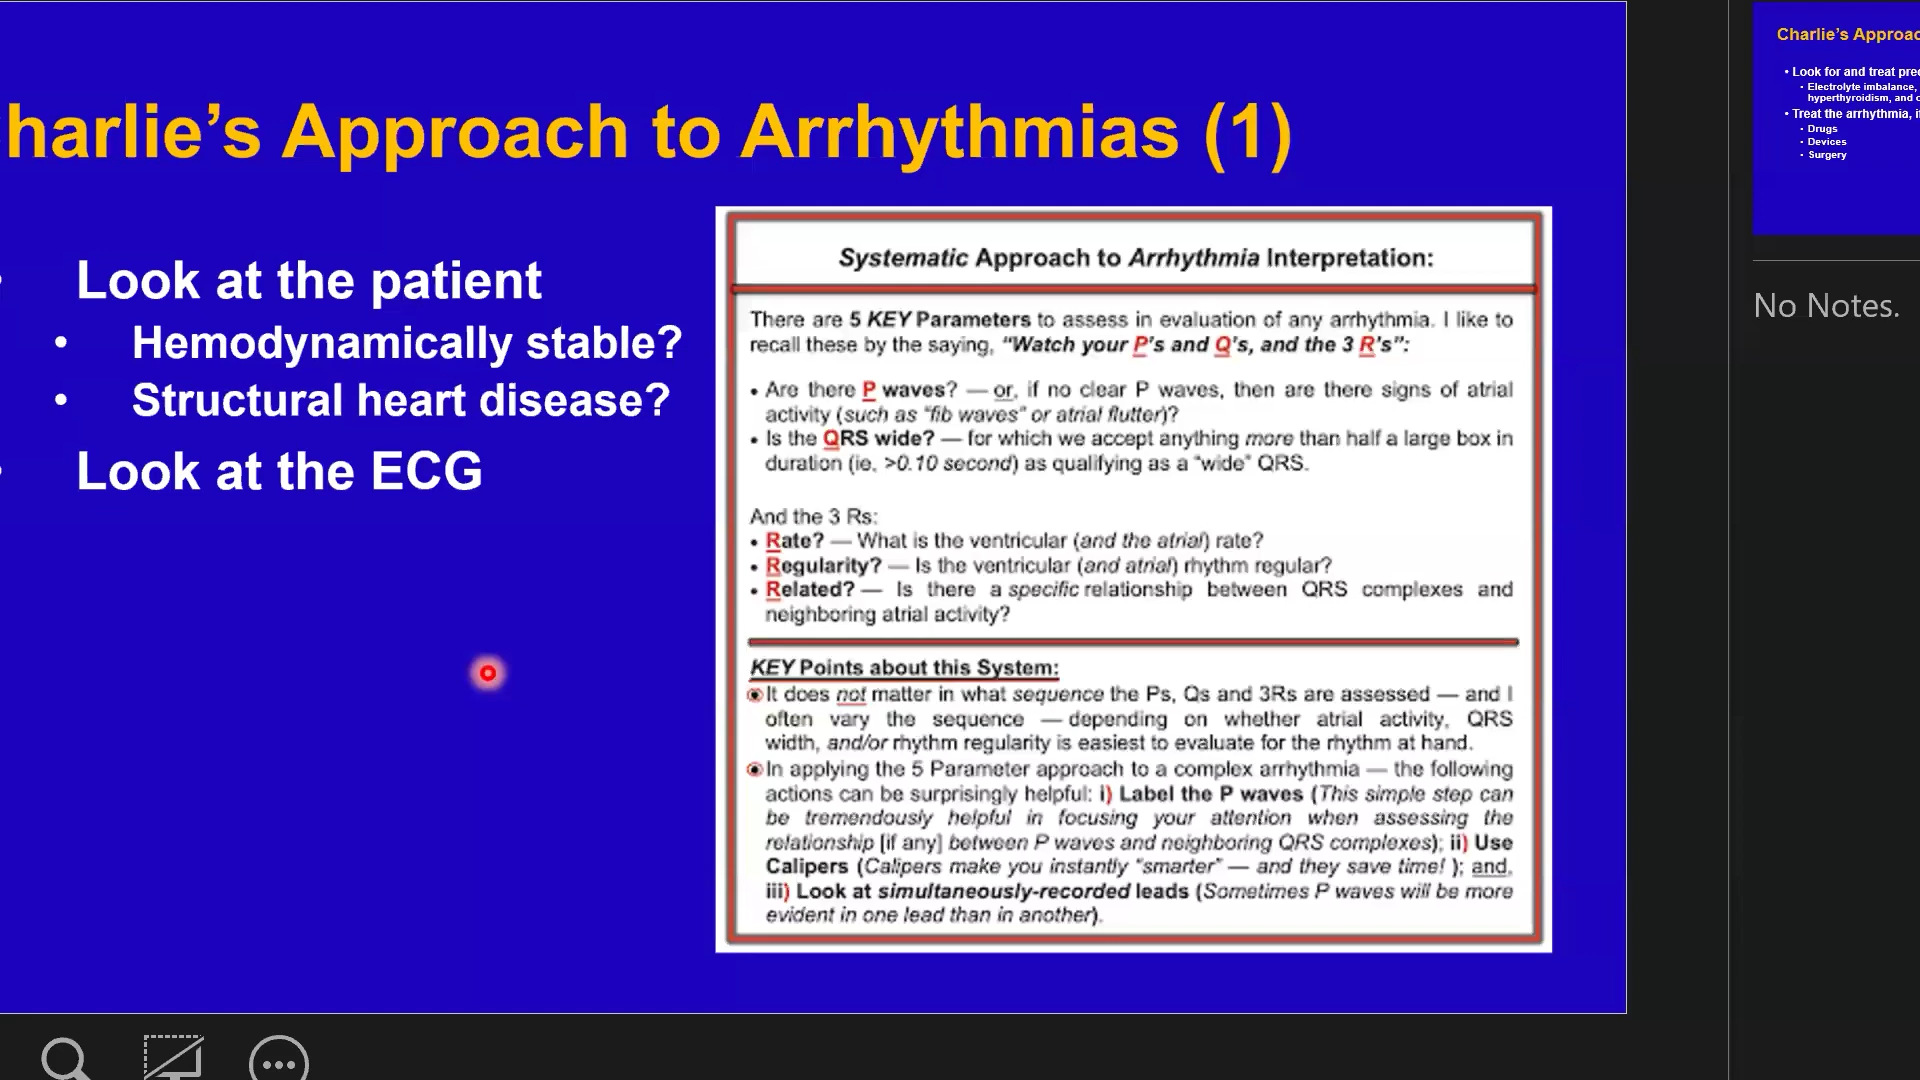 harlie’s Approach to Arrhythmias (1)
• Look at the patient
• Hemodynamically stable?
• Structural heart disease?
• Look at the ECG
Systematic Approach to Arrhythmia Interpretation:
There are 5 KEY Parameters to assess in evaluation of any arrhythmia. I like to
recall these by the saying, “Watch your P's and Q's, and the 3 R's”:
• Are there P waves? — or, if no clear P waves, then are there signs of atrial
activity (such as “fib waves” or atrial flutter)?
• Is the QRS wide? — for which we accept anything more than half a large box in
duration (ie, >0.10 second) as qualifying as a “wide” QRS.
And the 3 Rs:
• Rate? — What is the ventricular (and the atrial) rate?
• Regularity? — Is the ventricular (and atrial) rhythm regular?
• Related? — Is there a specific relationship between QRS complexes and
neighboring atrial activity?
KEY Points about this System:
It does not matter in what sequence the Ps, Qs and 3Rs are assessed — and I
often vary the sequence — depending on whether atrial activity, QRS
width, and/or rhythm regularity is easiest to evaluate for the rhythm at hand.
In applying the 5 Parameter approach to a complex arrhythmia — the following
actions can be surprisingly helpful: i) Label the P waves (This simple step can
be tremendously helpful in focusing your attention when assessing the
relationship [if any] between P waves and neighboring QRS complexes); ii) Use
Calipers (Calipers make you instantly “smarter” — and they save time! ); and,
iii) Look at simultaneously-recorded leads (Sometimes P waves will be more
evident in one lead than in another).
Charlie’s Approac
• Look for and treat pre
• Electrolyte imbalance,
hyperthyroidism, and
• Treat the arrhythmia, i
• Drugs
• Devices
• Surgery
No Notes.